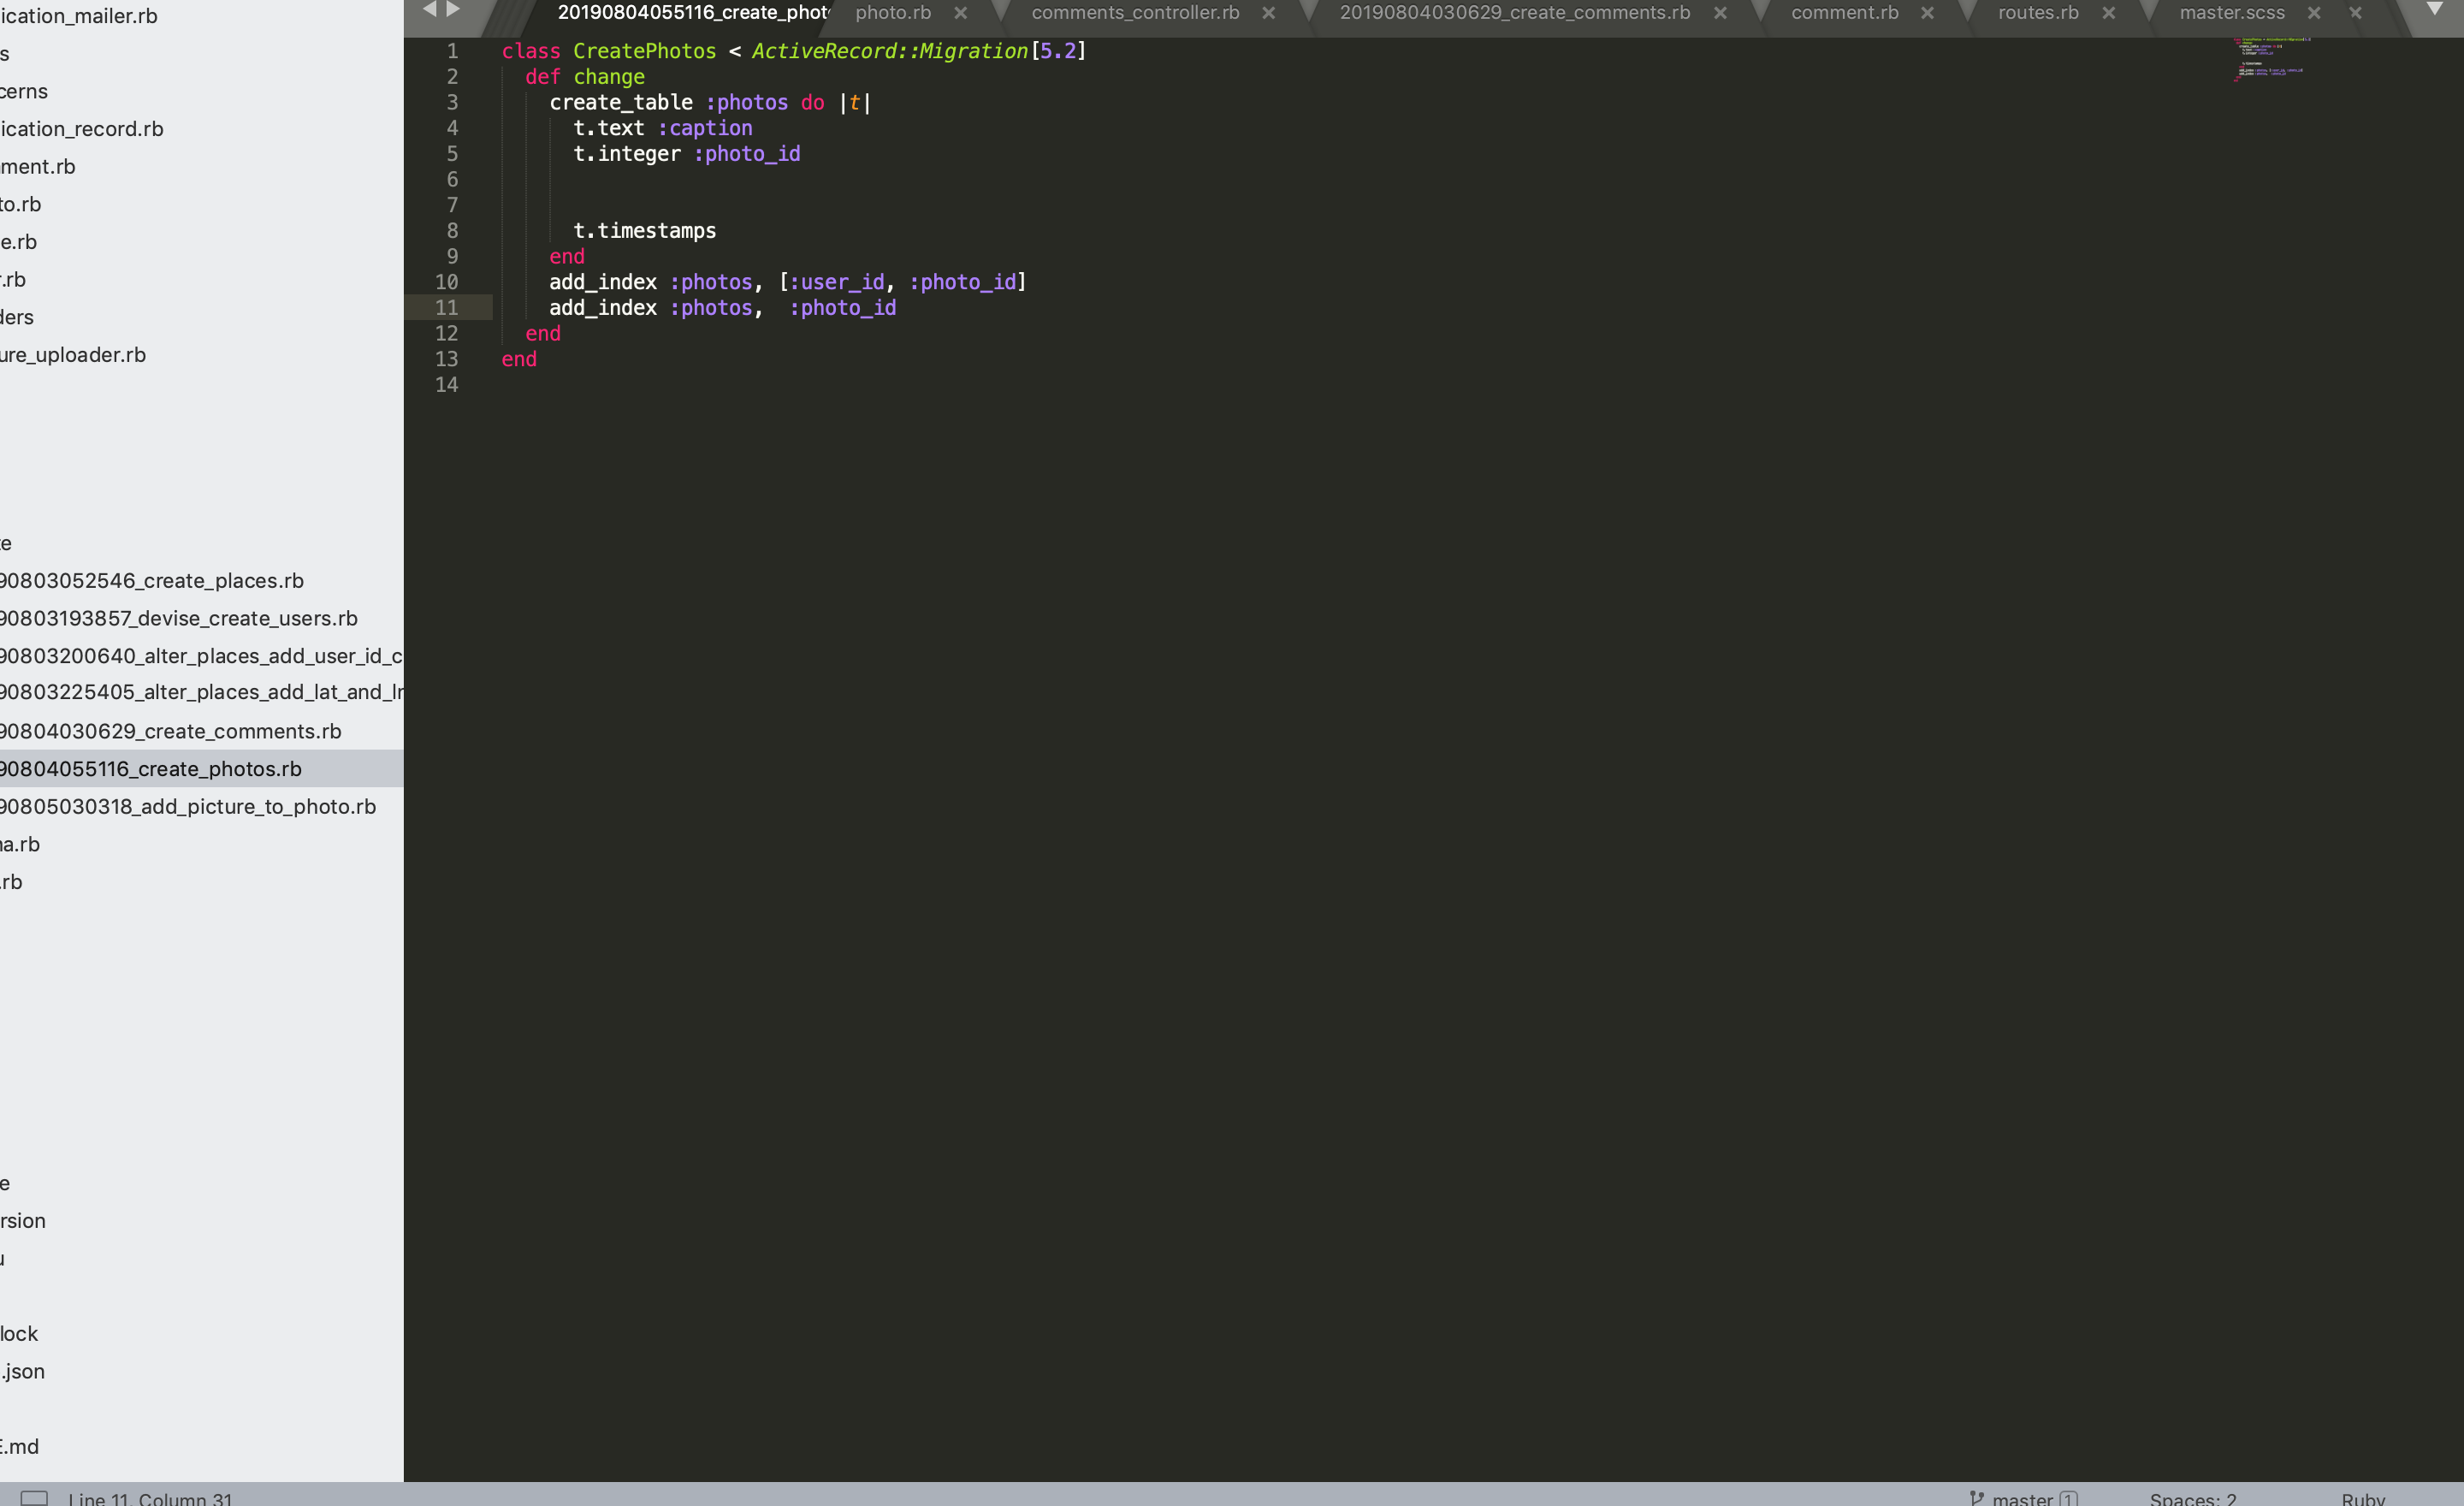 ication_mailer.rb
s
cerns
ication_record.rb
ment.rb
to.rb
e.rb
r.rb
ders
ure_uploader.rb
te
90803052546_create_places.rb
90803193857_devise_create_users.rb
90803200640_alter_places_add_user_id_c
90803225405_alter_places_add_lat_and_lr
90804030629_create_comments.rb
90804055116_create_photos.rb
90805030318_add_picture_to_photo.rb
na.rb
.rb
e
rsion
u
lock
.json
E.md
20190804055116_create_phot photo.rb × comments_controller.rb × 20190804030629_create_comments.rb × comment.rb × routes.rb × master.scss × ×
1 class CreatePhotos < ActiveRecord::Migration[5.2]
2 def change
3 create_table :photos do |t|
4 t.text :caption
5 t.integer :photo_id
6
7
8 t.timestamps
9 end
10 add_index :photos, [:user_id, :photo_id]
11 add_index :photos,  :photo_id
12 end
13 end
14
Line 11, Column 31 master 1 Spaces: 2 Ruby